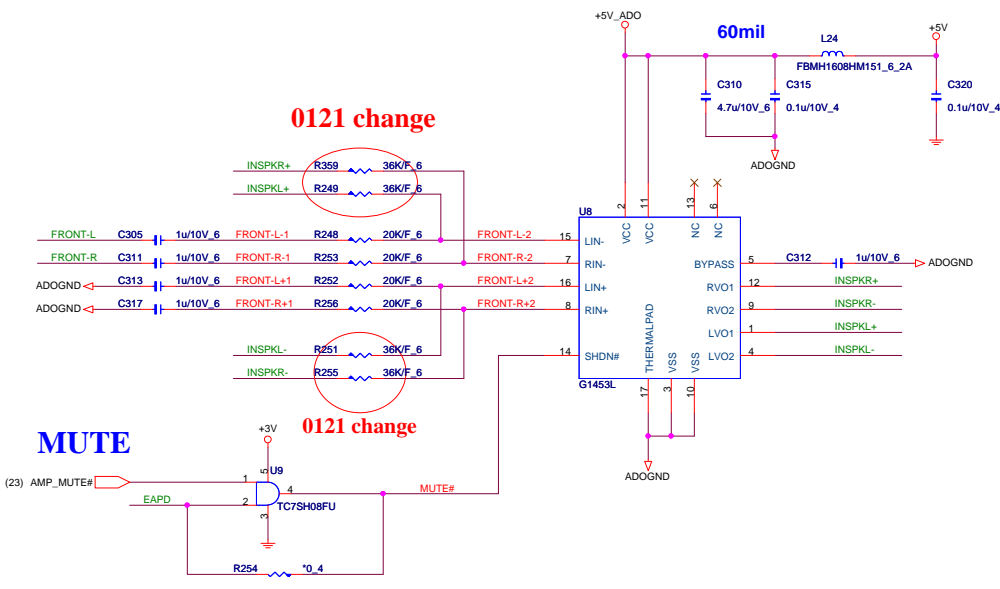 +5V_ADO
60mil
+5V
L24
FBMH1608HM151_6_2A
C310
C315
C320
4.7u/10V_6
0.1u/10V_4
0.1u/10V_4
ADOGND
0121 change
INSPKR+ R359 36K/F_6
INSPKL+ R249 36K/F_6
U8
2 11 13 6
VCC VCC NC NC
FRONT-L C305 1u/10V_6 FRONT-L-1 R248 20K/F_6 FRONT-L-2 15 LIN-
FRONT-R C311 1u/10V_6 FRONT-R-1 R253 20K/F_6 FRONT-R-2 7 RIN-
BYPASS 5 C312 1u/10V_6 ADOGND
ADOGND C313 1u/10V_6 FRONT-L+1 R252 20K/F_6 FRONT-L+2 16 LIN+
RVO1 12 INSPKR+
ADOGND C317 1u/10V_6 FRONT-R+1 R256 20K/F_6 FRONT-R+2 8 RIN+
RVO2 9 INSPKR-
LVO1 1 INSPKL+
INSPKL- R251 36K/F_6
14 SHDN#
LVO2 4 INSPKL-
INSPKR- R255 36K/F_6
THERMALPAD VSS VSS
G1453L
17 3 10
0121 change
ADOGND
MUTE
+3V
5 U9
(23) AMP_MUTE# 1
4 MUTE#
EAPD 2
TC7SH08FU
3
R254 *0_4